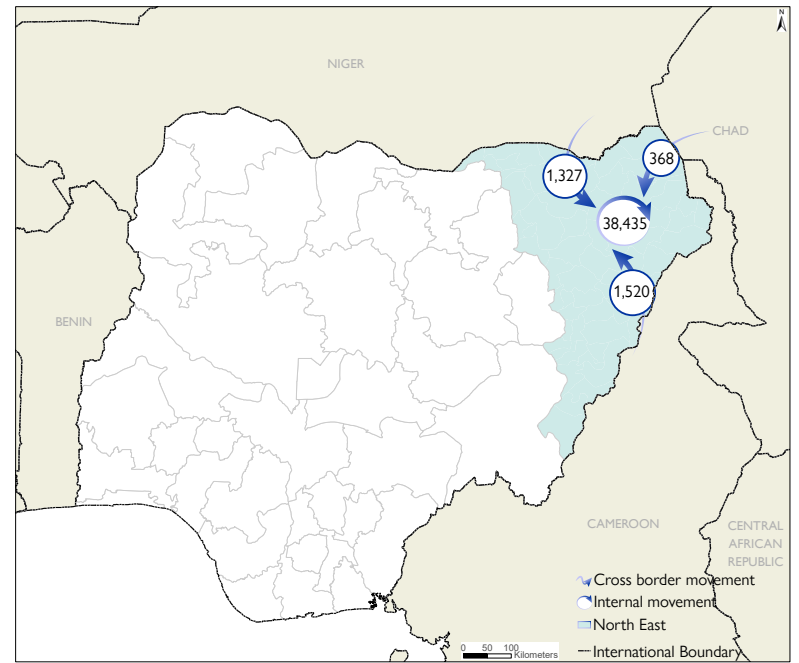 N
NIGER
CHAD
368
1,327
38,435
1,520
BENIN
CAMEROON
CENTRAL
AFRICAN
REPUBLIC
Cross border movement
Internal movement
North East
International Boundary
0 50 100
Kilometers